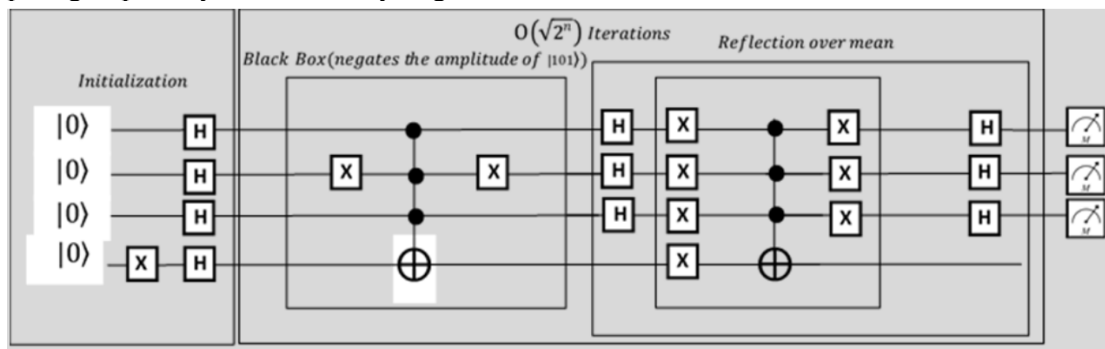 O(√2ⁿ) Iterations
Reflection over mean
Black Box(negates the amplitude of |101⟩)
Initialization
|0⟩ H H X X H M
|0⟩ H X X H X X H M
|0⟩ H H X X H M
|0⟩ X H X